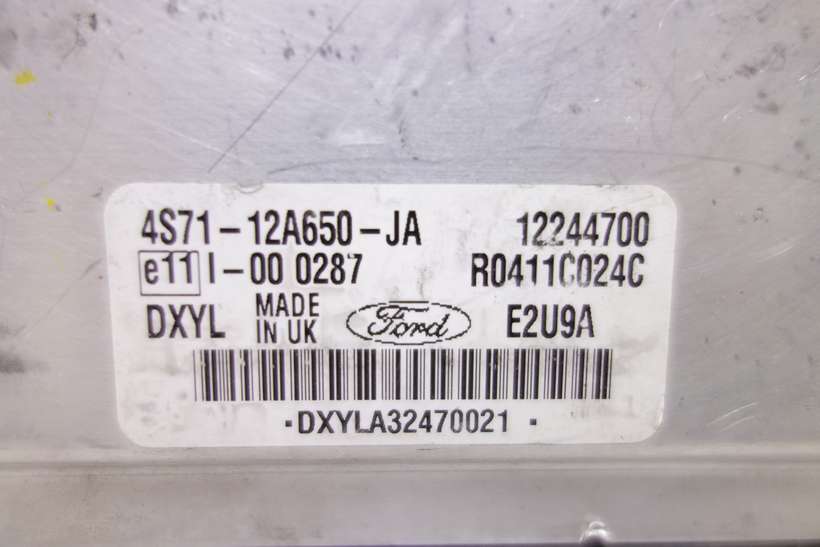 4S71-12A650-JA 12244700
e11 I-00 0287 R0411C024C
DXYL MADE IN UK Ford E2U9A
·DXYLA32470021·